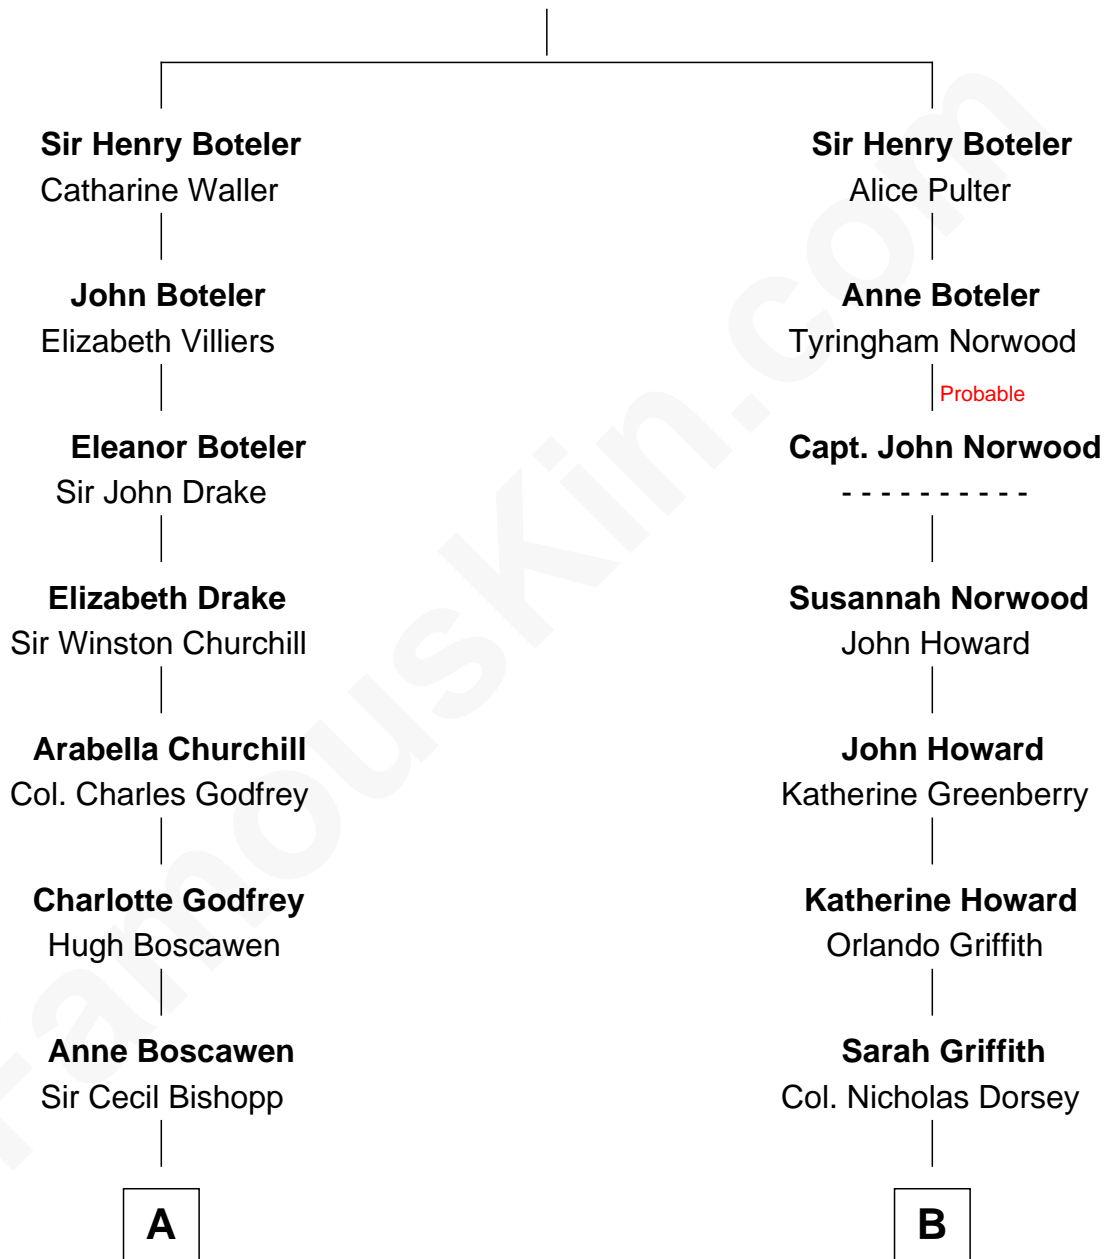 Sir Henry Boteler
Catharine Waller
John Boteler
Elizabeth Villiers
Eleanor Boteler
Sir John Drake
Elizabeth Drake
Sir Winston Churchill
Arabella Churchill
Col. Charles Godfrey
Charlotte Godfrey
Hugh Boscawen
Anne Boscawen
Sir Cecil Bishopp
A
Sir Henry Boteler
Alice Pulter
Anne Boteler
Tyringham Norwood
Probable
Capt. John Norwood
- - - - - - - - - -
Susannah Norwood
John Howard
John Howard
Katherine Greenberry
Katherine Howard
Orlando Griffith
Sarah Griffith
Col. Nicholas Dorsey
B
FamousKin.com